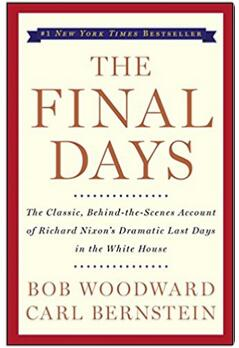 #1 NEW YORK TIMES BESTSELLER
THE
FINAL
DAYS
The Classic, Behind-the-Scenes Account
of Richard Nixon's Dramatic Last Days
in the White House
BOB WOODWARD
CARL BERNSTEIN